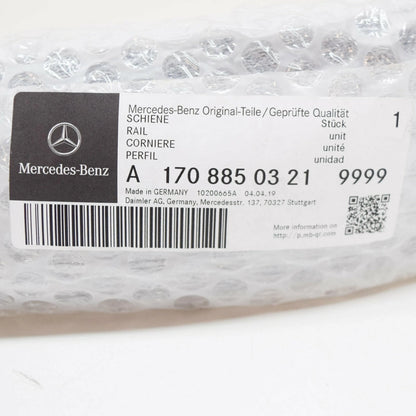 Mercedes-Benz
Mercedes-Benz Original-Teile/Geprüfte Qualität
SCHIENE
RAIL
CORNIERE
PERFIL
Stück
unit
unité
unidad
1
A 170 885 03 21 9999
Made in GERMANY 10200665A 04.04.19
Daimler AG, Germany, Mercedesstr. 137, 70327 Stuttgart
More information on
http://p.mb-qr.com